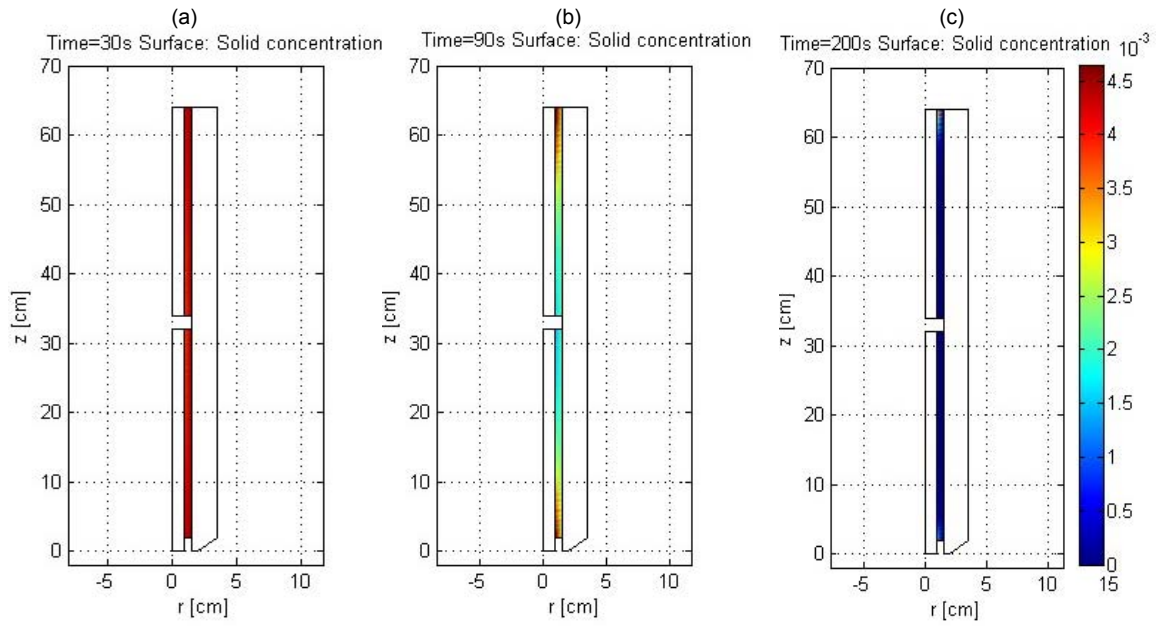 (a) (b) (c)
Time=30s Surface: Solid concentration Time=90s Surface: Solid concentration Time=200s Surface: Solid concentration 10^-3
70 70 70
60 60 60
50 50 50
40 40 40
30 30 30
20 20 20
10 10 10
0 0 0
z [cm] z [cm] z [cm]
-5 0 5 10 -5 0 5 10 -5 0 5 10 15
r [cm] r [cm] r [cm]
4.5
4
3.5
3
2.5
2
1.5
1
0.5
0